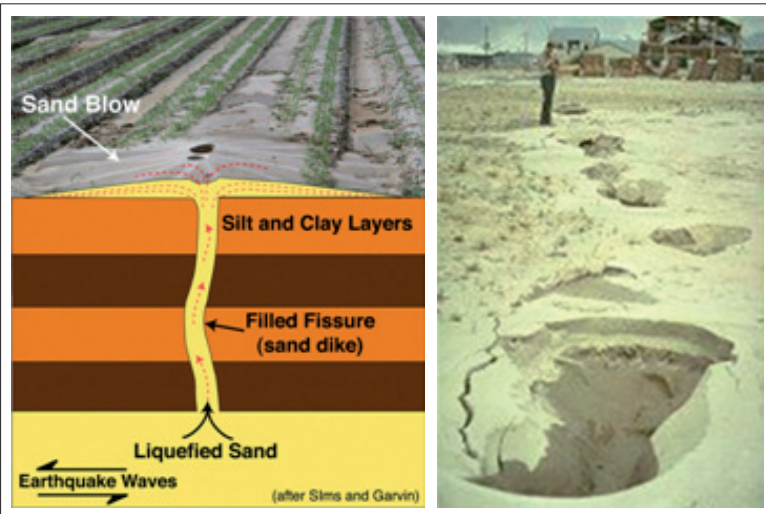 Sand Blow
Silt and Clay Layers
Filled Fissure
(sand dike)
Liquefied Sand
Earthquake Waves
(after SIms and Garvin)